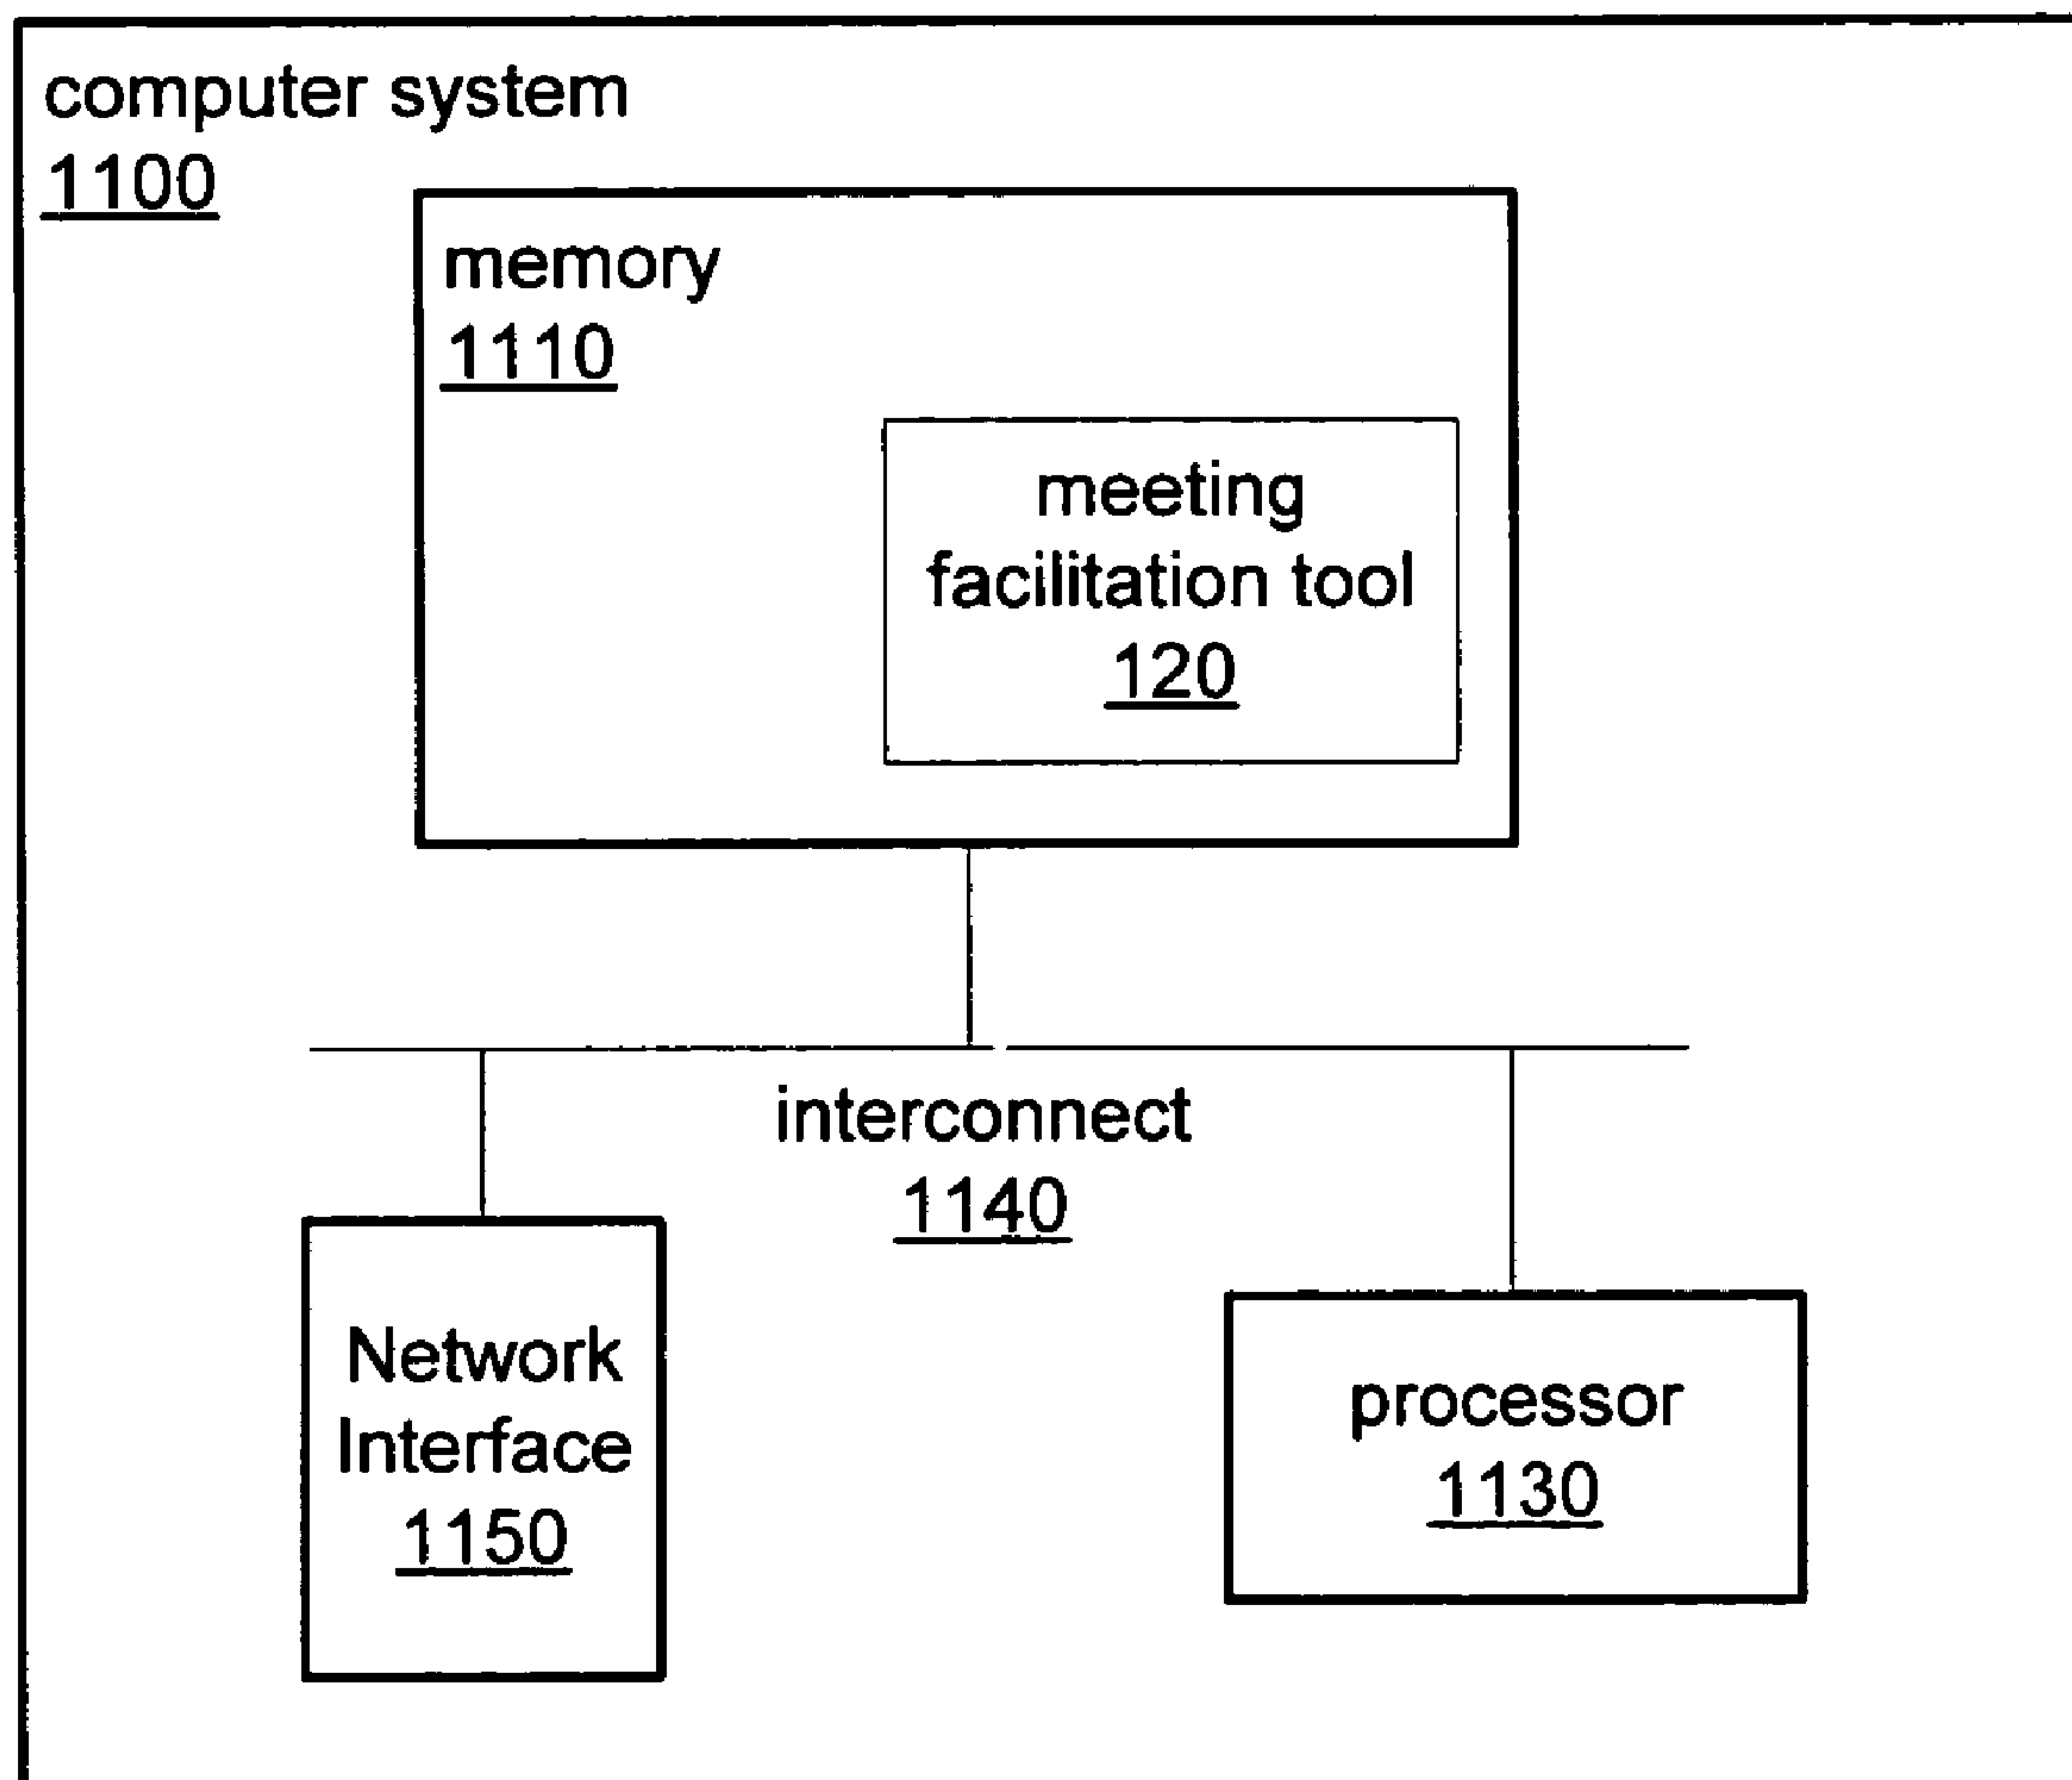 computer system
1100
memory
1110
meeting
facilitation tool
120
interconnect
1140
Network
Interface
1150
processor
1130